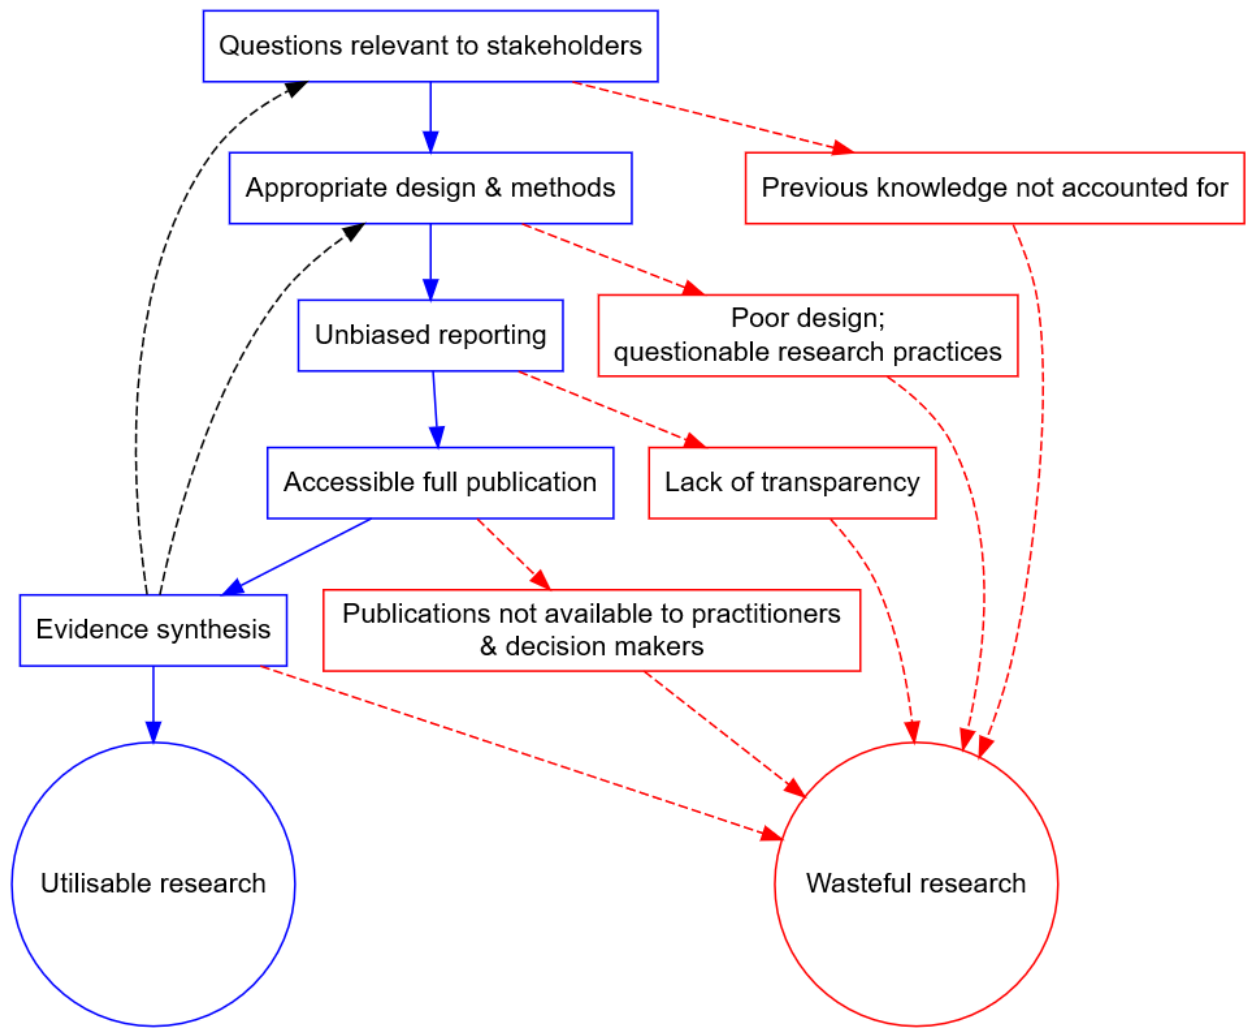 Questions relevant to stakeholders
Appropriate design & methods
Previous knowledge not accounted for
Unbiased reporting
Poor design;
questionable research practices
Accessible full publication
Lack of transparency
Evidence synthesis
Publications not available to practitioners
& decision makers
Utilisable research
Wasteful research